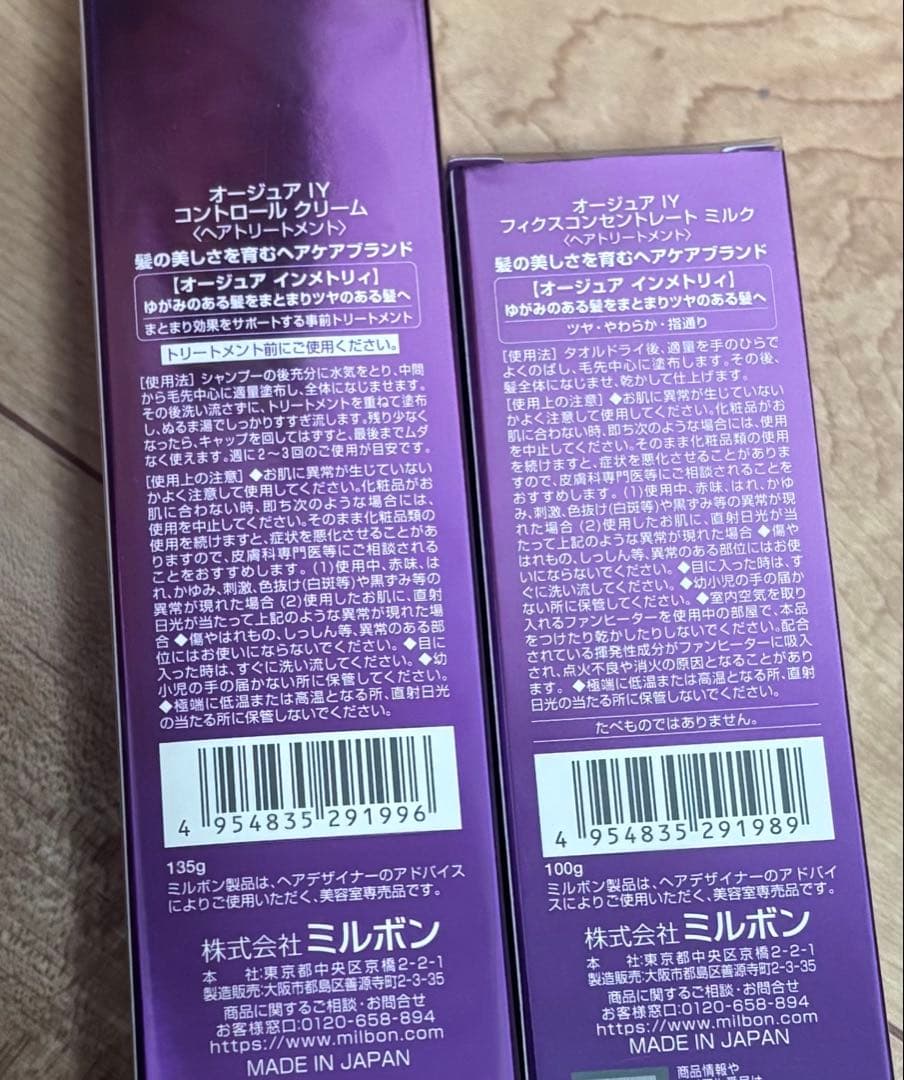 オージュア IY
コントロール クリーム
〈ヘアトリートメント〉
髪の美しさを育むヘアケアブランド
【オージュア インメトリィ】
ゆがみのある髪をまとまりツヤのある髪へ
まとまり効果をサポートする事前トリートメント
トリートメント前にご使用ください。
[使用法] シャンプーの後充分に水気をとり、中間
から毛先中心に適量塗布し、全体になじませます。
その後洗い流さずに、トリートメントを重ねて塗布
し、ぬるま湯でしっかりすすぎ流します。残り少なく
なったら、キャップを回してはずすと、最後までムダ
なく使えます。週に2～3回のご使用が目安です。
[使用上の注意] ◆お肌に異常が生じていない
かよく注意して使用してください。化粧品がお
肌に合わない時、即ち次のような場合には、
使用を中止してください。そのまま化粧品類の
使用を続けますと、症状を悪化させることがあ
りますので、皮膚科専門医等にご相談される
ことをおすすめします。(1)使用中、赤味、は
れ、かゆみ、刺激、色抜け(白斑等)や黒ずみ等の
異常が現れた場合 (2)使用したお肌に、直射
日光が当たって上記のような異常が現れた場
合 ◆傷やはれもの、しっしん等、異常のある部
位にはお使いにならないでください。◆目に
入った時は、すぐに洗い流してください。◆幼
小児の手の届かない所に保管してください。
◆極端に低温または高温となる所、直射日光
の当たる所に保管しないでください。
4 954835 291996
135g
ミルボン製品は、ヘアデザイナーのアドバイス
によりご使用いただく、美容室専売品です。
株式会社 ミルボン
本 社:東京都中央区京橋2-2-1
製造販売:大阪市都島区善源寺町2-3-35
商品に関するご相談・お問合せ
お客様窓口:0120-658-894
https://www.milbon.com
MADE IN JAPAN
オージュア IY
フィクスコンセントレート ミルク
〈ヘアトリートメント〉
髪の美しさを育むヘアケアブランド
【オージュア インメトリィ】
ゆがみのある髪をまとまりツヤのある髪へ
ツヤ・やわらか・指通り
[使用法] タオルドライ後、適量を手のひらで
よくのばし、毛先中心に塗布します。その後、
髪全体になじませ、乾かして仕上げます。
[使用上の注意] ◆お肌に異常が生じていない
かよく注意して使用してください。化粧品がお
肌に合わない時、即ち次のような場合には、使用
を中止してください。そのまま化粧品類の使用
を続けますと、症状を悪化させることがありま
すので、皮膚科専門医等にご相談されることを
おすすめします。(1)使用中、赤味、はれ、かゆ
み、刺激、色抜け(白斑等)や黒ずみ等の異常が現
れた場合 (2)使用したお肌に、直射日光が当
たって上記のような異常が現れた場合 ◆傷や
はれもの、しっしん等、異常のある部位にはお使
いにならないでください。◆目に入った時は、す
ぐに洗い流してください。◆幼小児の手の届か
ない所に保管してください。◆室内空気を取り
入れるファンヒーターを使用中の部屋で、本品
をつけたり乾かしたりしないでください。配合
されている揮発性成分がファンヒーターに吸入
され、点火不良や消火の原因となることがあり
ます。◆極端に低温または高温となる所、直射
日光の当たる所に保管しないでください。
たべものではありません。
4 954835 291989
100g
ミルボン製品は、ヘアデザイナーのアドバイ
スによりご使用いただく、美容室専売品です。
株式会社 ミルボン
本 社:東京都中央区京橋2-2-1
製造販売:大阪市都島区善源寺町2-3-35
商品に関するご相談・お問合せ
お客様窓口:0120-658-894
https://www.milbon.com
MADE IN JAPAN
商品情報や